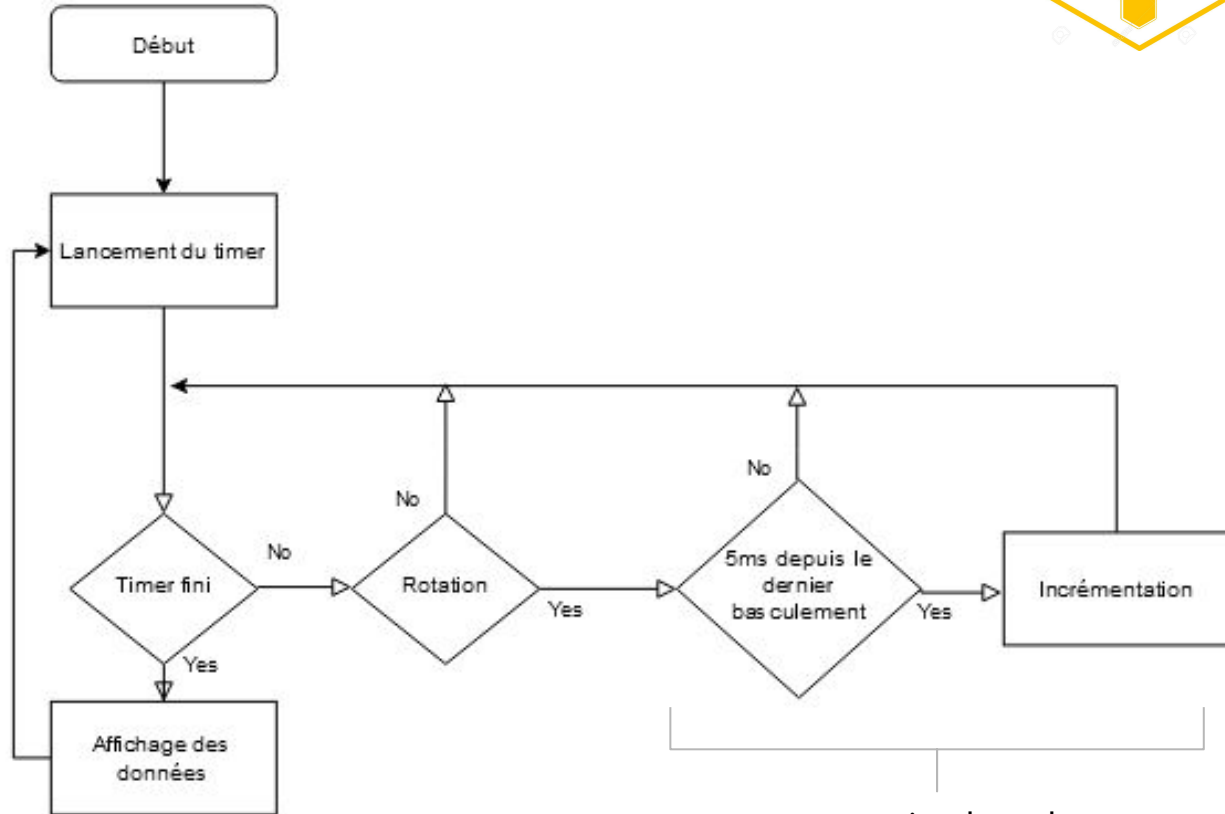 Début
Lancement du timer
No
No
No
Timer fini
Rotation
5ms depuis le
dernier
basculement
Incrémentation
Yes
Yes
Yes
Affichage des
données